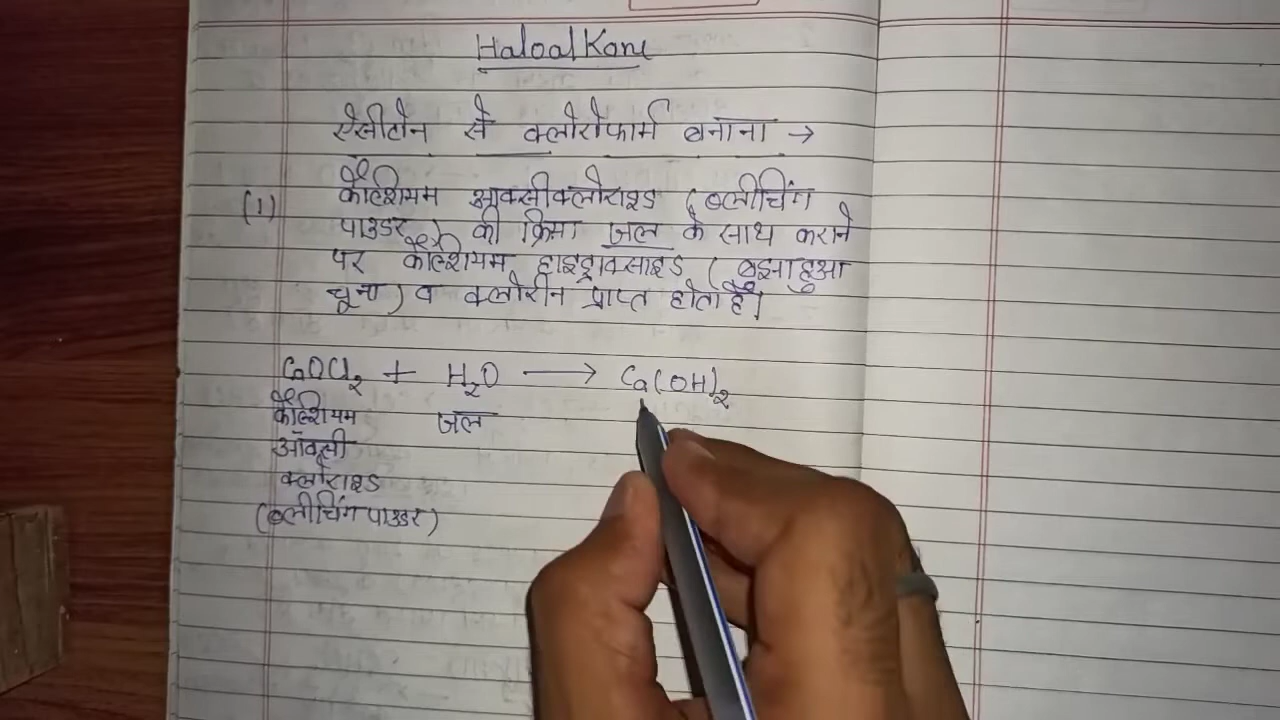 HaloalKane
ऐसीटोन से क्लोरोफार्म बनाना →
(1) कैल्शियम आक्सीक्लोराइड (ब्लीचिंग
पाउडर) की क्रिया जल के साथ कराने
पर कैल्शियम हाइड्राक्साइड (बुझा हुआ
चूना) व क्लोरीन प्राप्त होता है।
CaOCl₂ + H₂O ⟶ Ca(OH)₂
कैल्शियम जल
ऑक्सी
क्लोराइड
(ब्लीचिंग पाउडर)